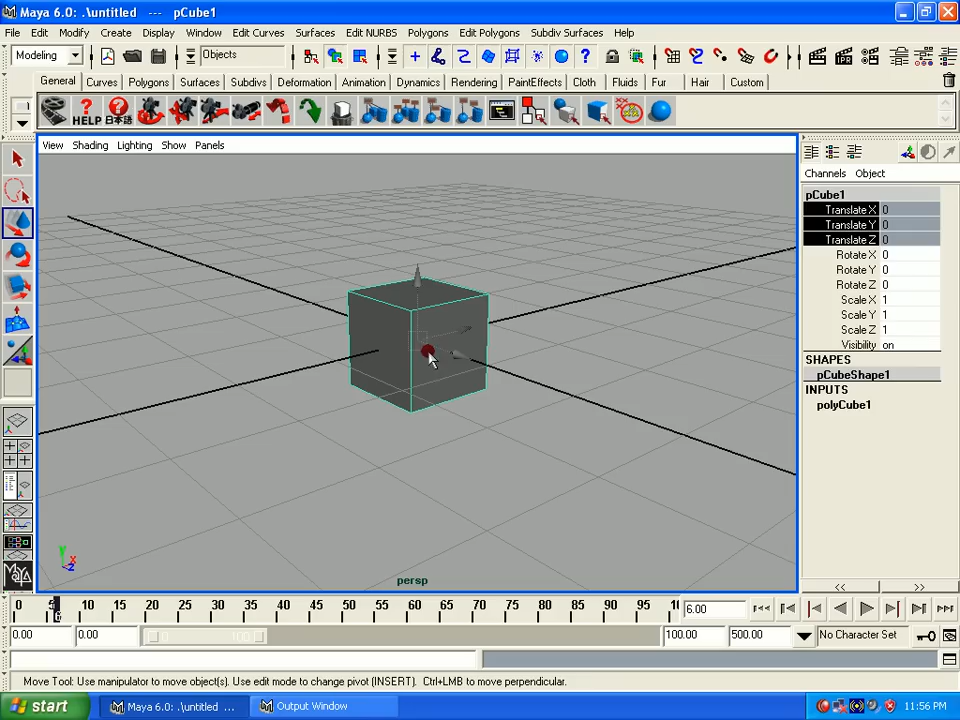 Maya 6.0: .\untitled --- pCube1
File Edit Modify Create Display Window Edit Curves Surfaces Edit NURBS Polygons Edit Polygons Subdiv Surfaces Help
Modeling Objects
General Curves Polygons Surfaces Subdivs Deformation Animation Dynamics Rendering PaintEffects Cloth Fluids Fur Hair Custom
HELP 日本語
View Shading Lighting Show Panels
Channels Object
pCube1
Translate X 0
Translate Y 0
Translate Z 0
Rotate X 0
Rotate Y 0
Rotate Z 0
Scale X 1
Scale Y 1
Scale Z 1
Visibility on
SHAPES
pCubeShape1
INPUTS
polyCube1
y x z
persp
<< >>
0 5 10 15 20 25 30 35 40 45 50 55 60 65 70 75 80 85 90 95 10 6.00
0.00 0.00 100.00 500.00 No Character Set
Move Tool: Use manipulator to move object(s). Use edit mode to change pivot (INSERT). Ctrl+LMB to move perpendicular.
start Maya 6.0: .\untitled ... Output Window 11:56 PM